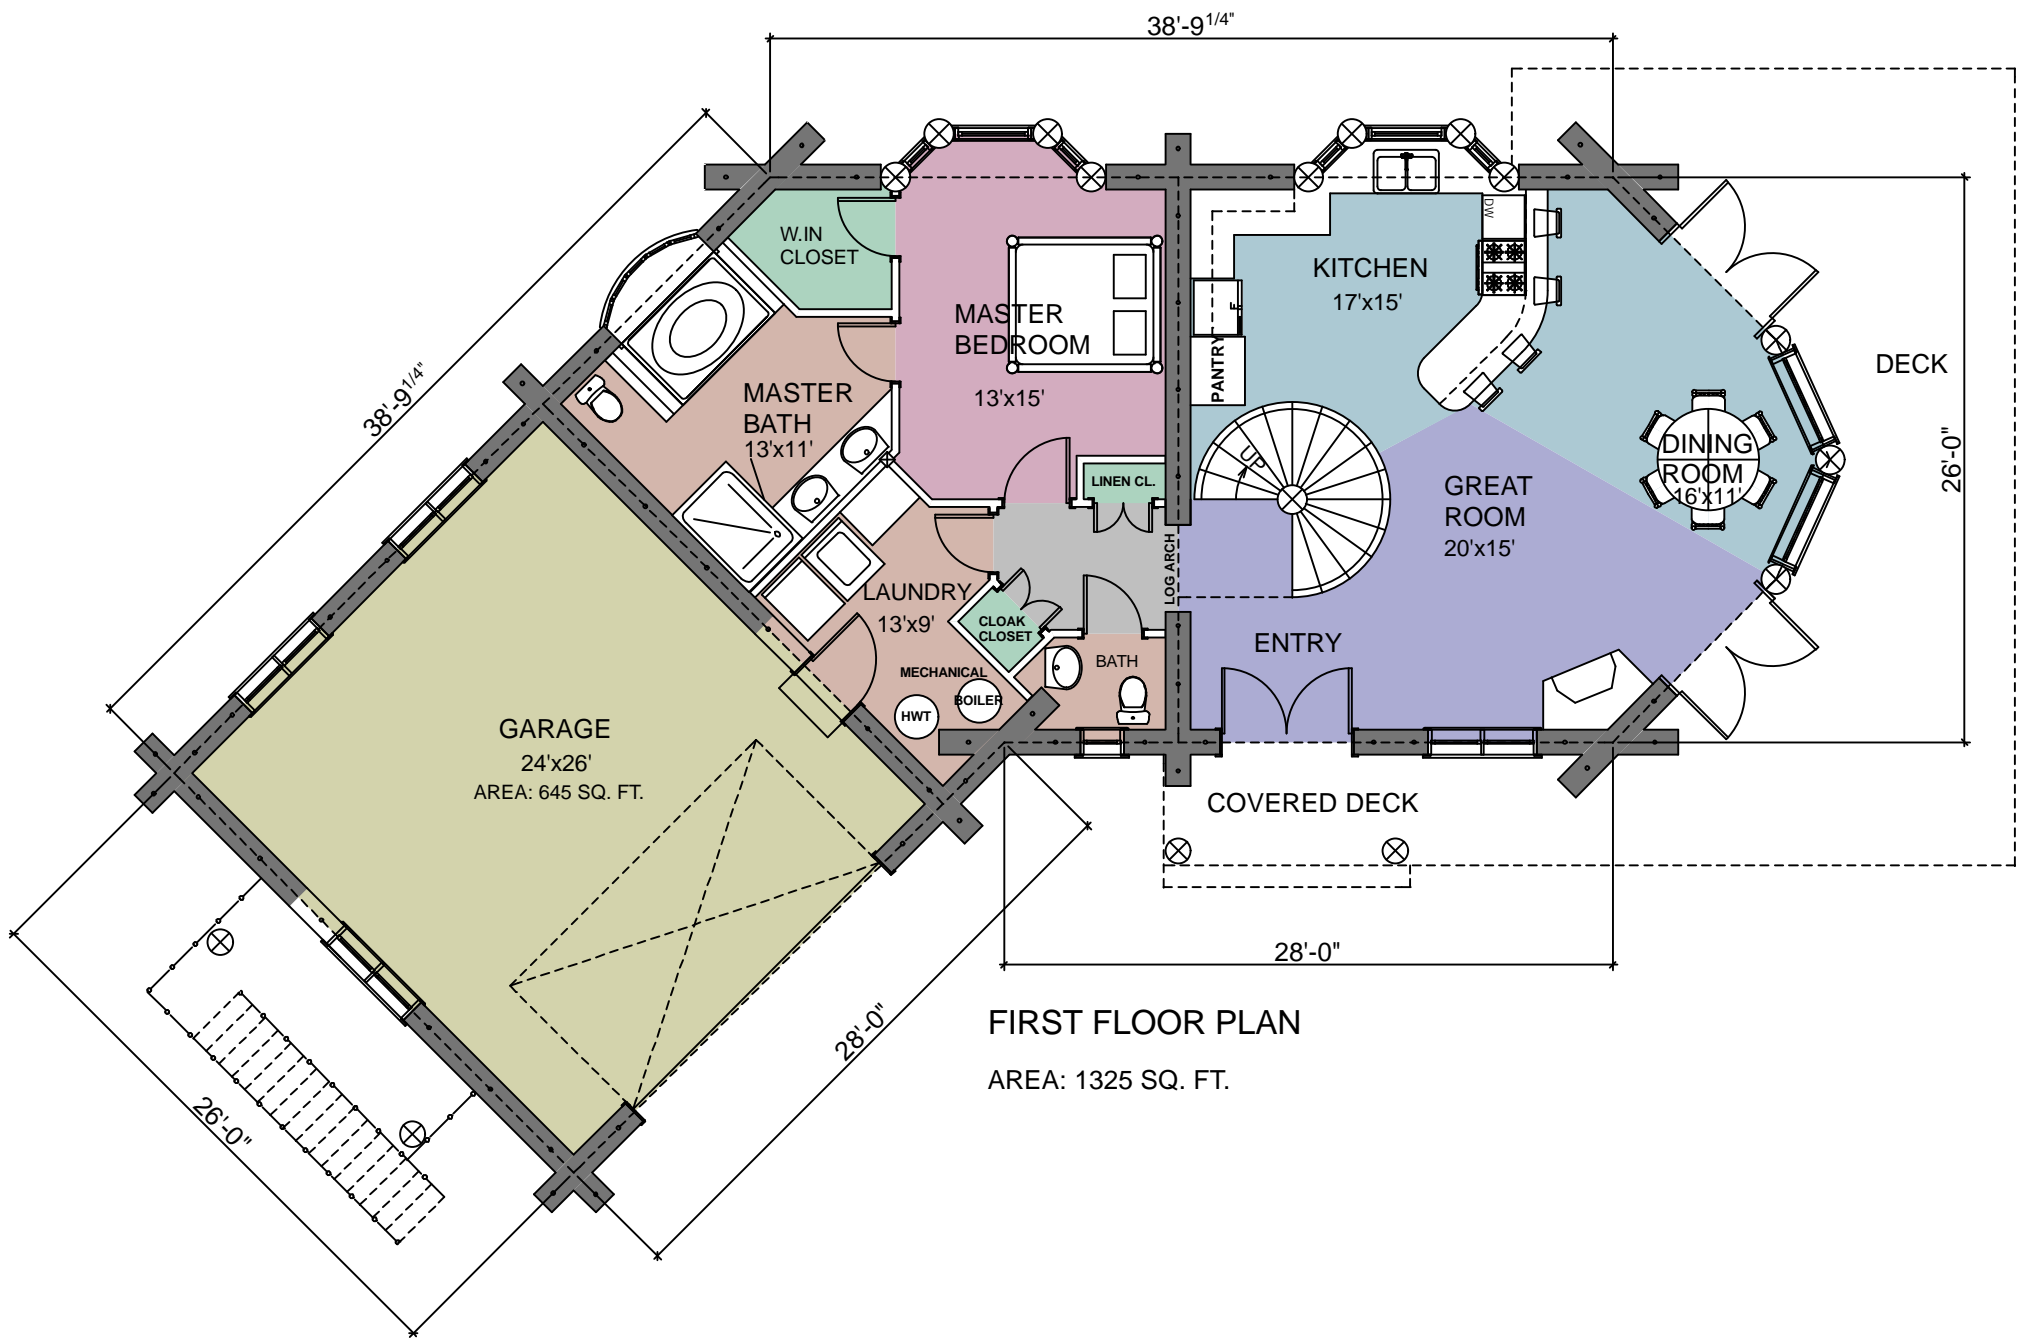 38'-9 1/4"
W.IN
CLOSET
MASTER
BEDROOM
13'x15'
KITCHEN
17'x15'
DW
F
PANTRY
DECK
38'-9 1/4"
MASTER
BATH
13'x11'
UP
LINEN CL.
GREAT
ROOM
20'x15'
DINING
ROOM
16'x11'
26'-0"
LOG ARCH
LAUNDRY
13'x9'
CLOAK
CLOSET
ENTRY
BATH
MECHANICAL
BOILER
HWT
GARAGE
24'x26'
AREA: 645 SQ. FT.
COVERED DECK
28'-0"
28'-0"
26'-0"
FIRST FLOOR PLAN
AREA: 1325 SQ. FT.